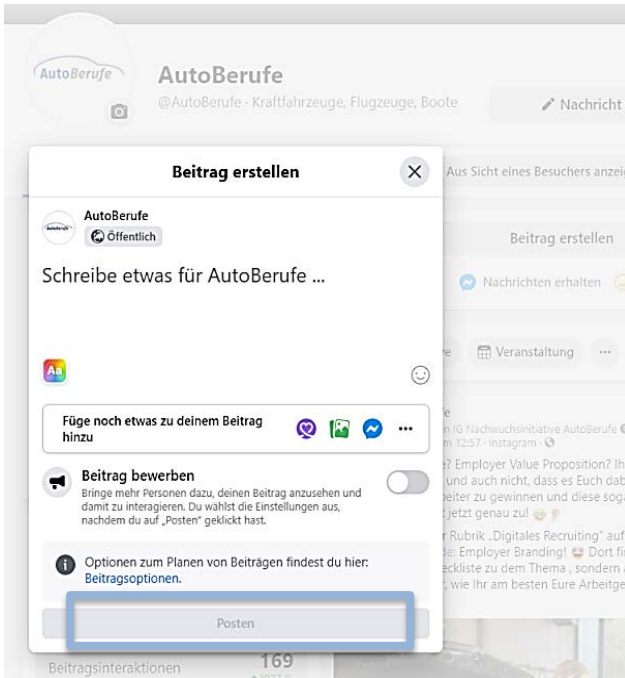 AutoBerufe
AutoBerufe
@AutoBerufe · Kraftfahrzeuge, Flugzeuge, Boote
Nachricht
Beitrag erstellen
Aus Sicht eines Besuchers anzei
AutoBerufe
AutoBerufe
Öffentlich
Beitrag erstellen
Schreibe etwas für AutoBerufe ...
Nachrichten erhalten
Veranstaltung
Aa
Füge noch etwas zu deinem Beitrag
hinzu
IG Nachwuchsinitiative AutoBerufe
12:57 · Instagram ·
? Employer Value Proposition? Ih
und auch nicht, dass es Euch dab
Beitrag bewerben
Bringe mehr Personen dazu, deinen Beitrag anzusehen und
damit zu interagieren. Du wählst die Einstellungen aus,
nachdem du auf „Posten" geklickt hast.
eiter zu gewinnen und diese soga
jetzt genau zu!
Rubrik „Digitales Recruiting" auf
: Employer Branding! Dort fi
eckliste zu dem Thema , sondern
, wie Ihr am besten Eure Arbeitge
Optionen zum Planen von Beiträgen findest du hier:
Beitragsoptionen.
Posten
Beitragsinteraktionen
169